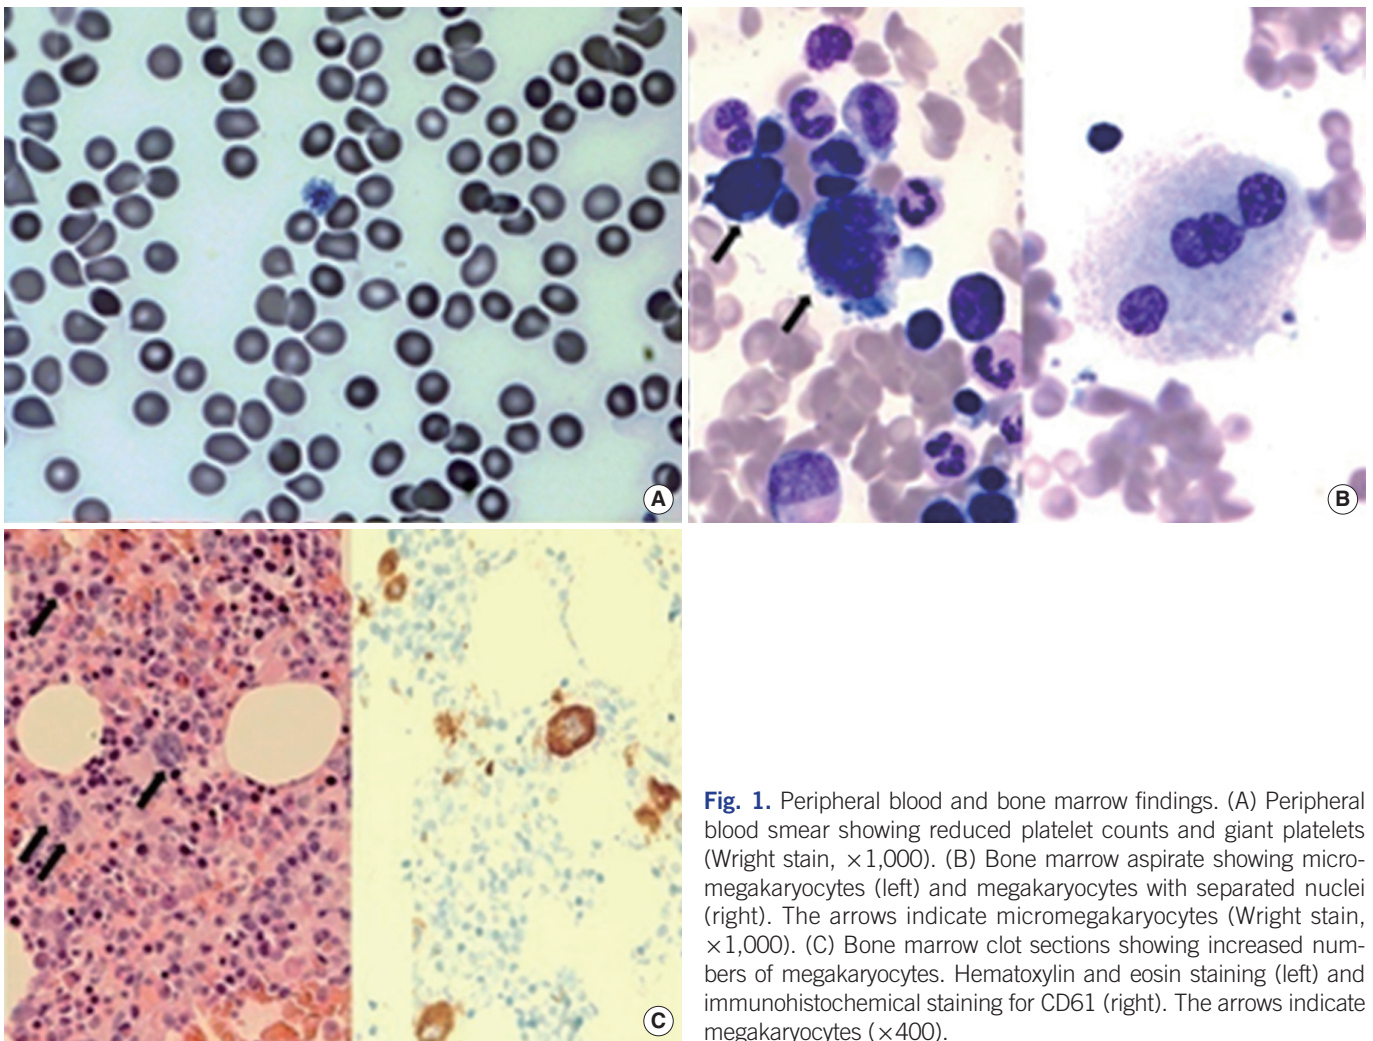 A
B
C
Fig. 1. Peripheral blood and bone marrow findings. (A) Peripheral
blood smear showing reduced platelet counts and giant platelets
(Wright stain, ×1,000). (B) Bone marrow aspirate showing micro-
megakaryocytes (left) and megakaryocytes with separated nuclei
(right). The arrows indicate micromegakaryocytes (Wright stain,
×1,000). (C) Bone marrow clot sections showing increased num-
bers of megakaryocytes. Hematoxylin and eosin staining (left) and
immunohistochemical staining for CD61 (right). The arrows indicate
megakaryocytes (×400).